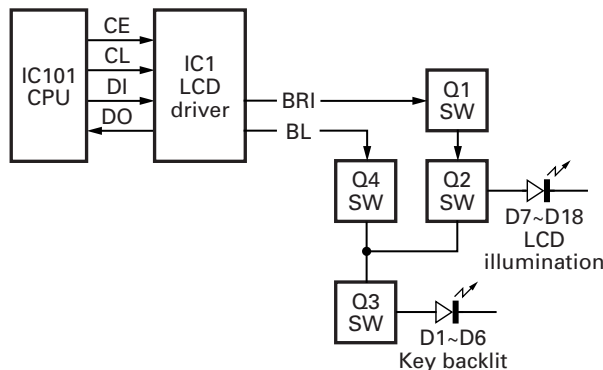 IC101
CPU
CE
CL
DI
DO
IC1
LCD
driver
BRI
BL
Q1
SW
Q4
SW
Q2
SW
D7~D18
LCD
illumination
Q3
SW
D1~D6
Key backlit